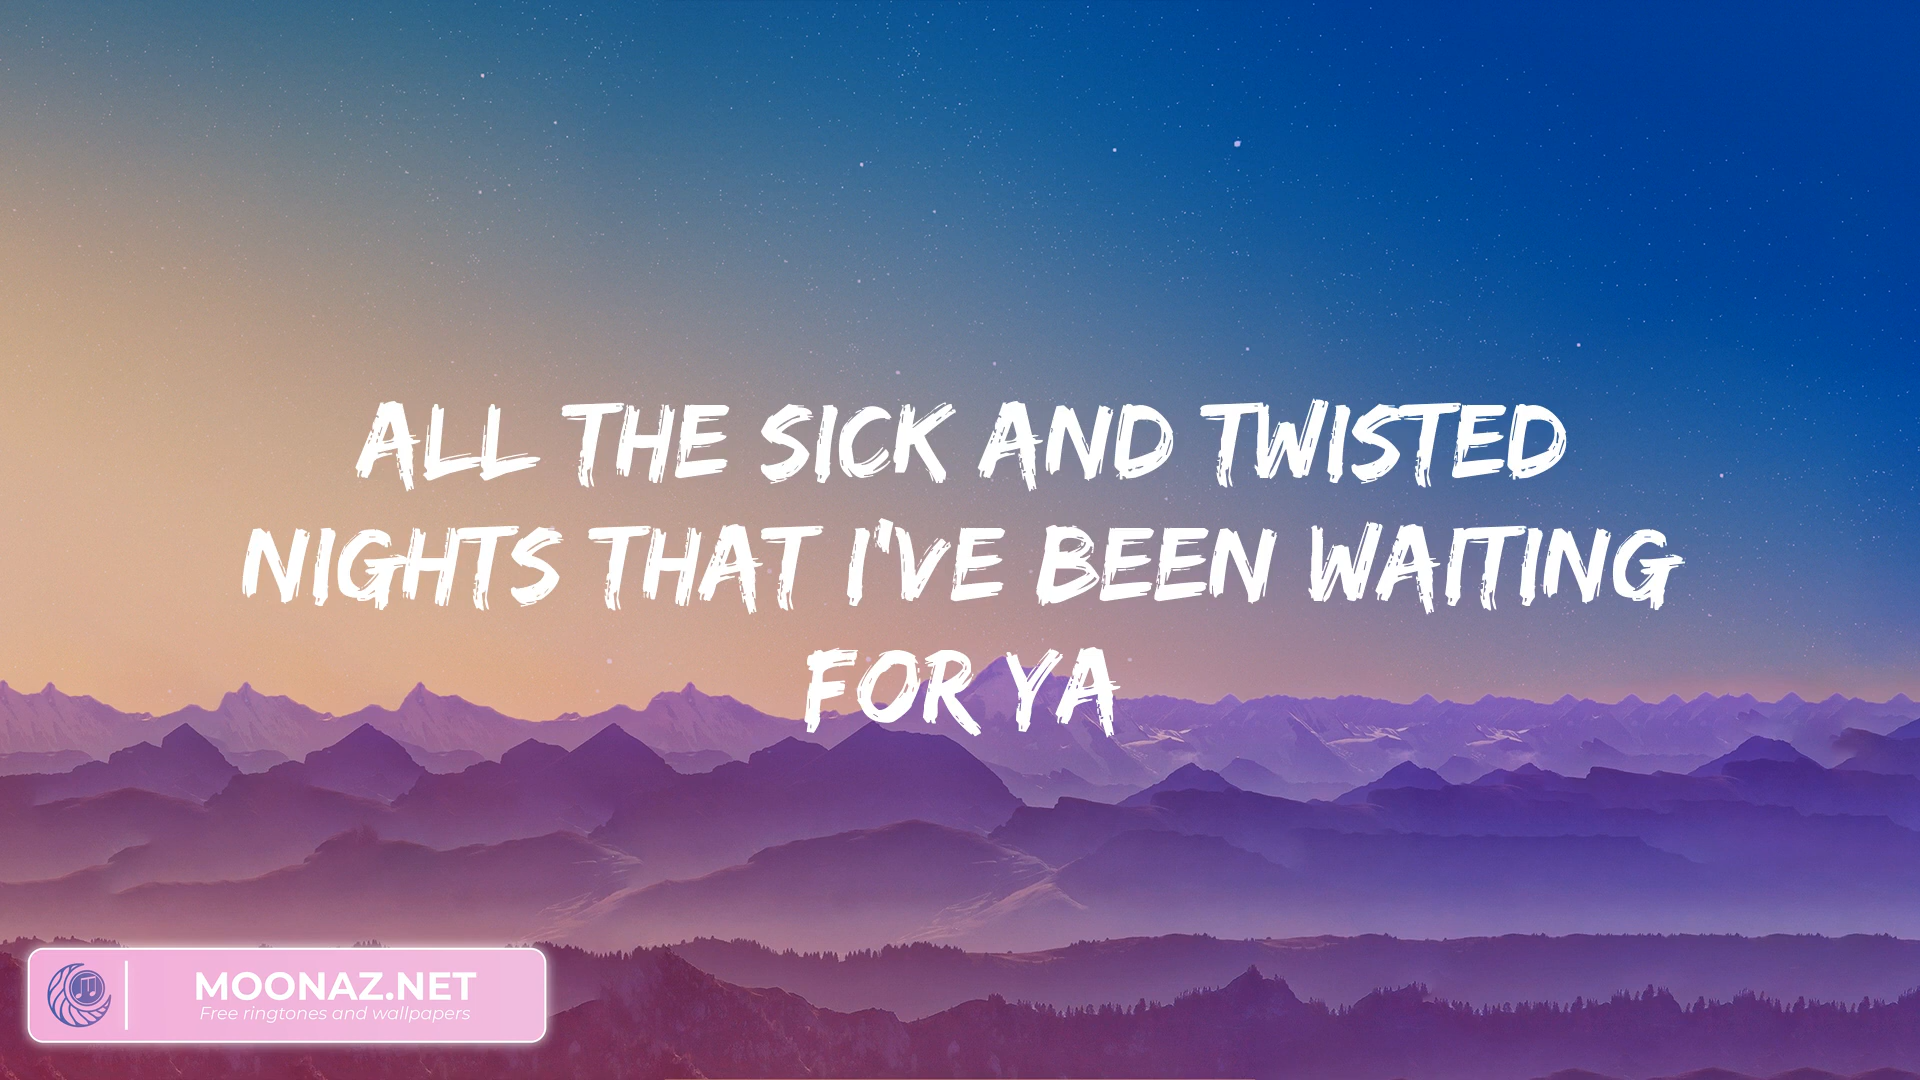 ALL THE SICK AND TWISTED
NIGHTS THAT I'VE BEEN WAITING
FOR YA
MOONAZ.NET
Free ringtones and wallpapers